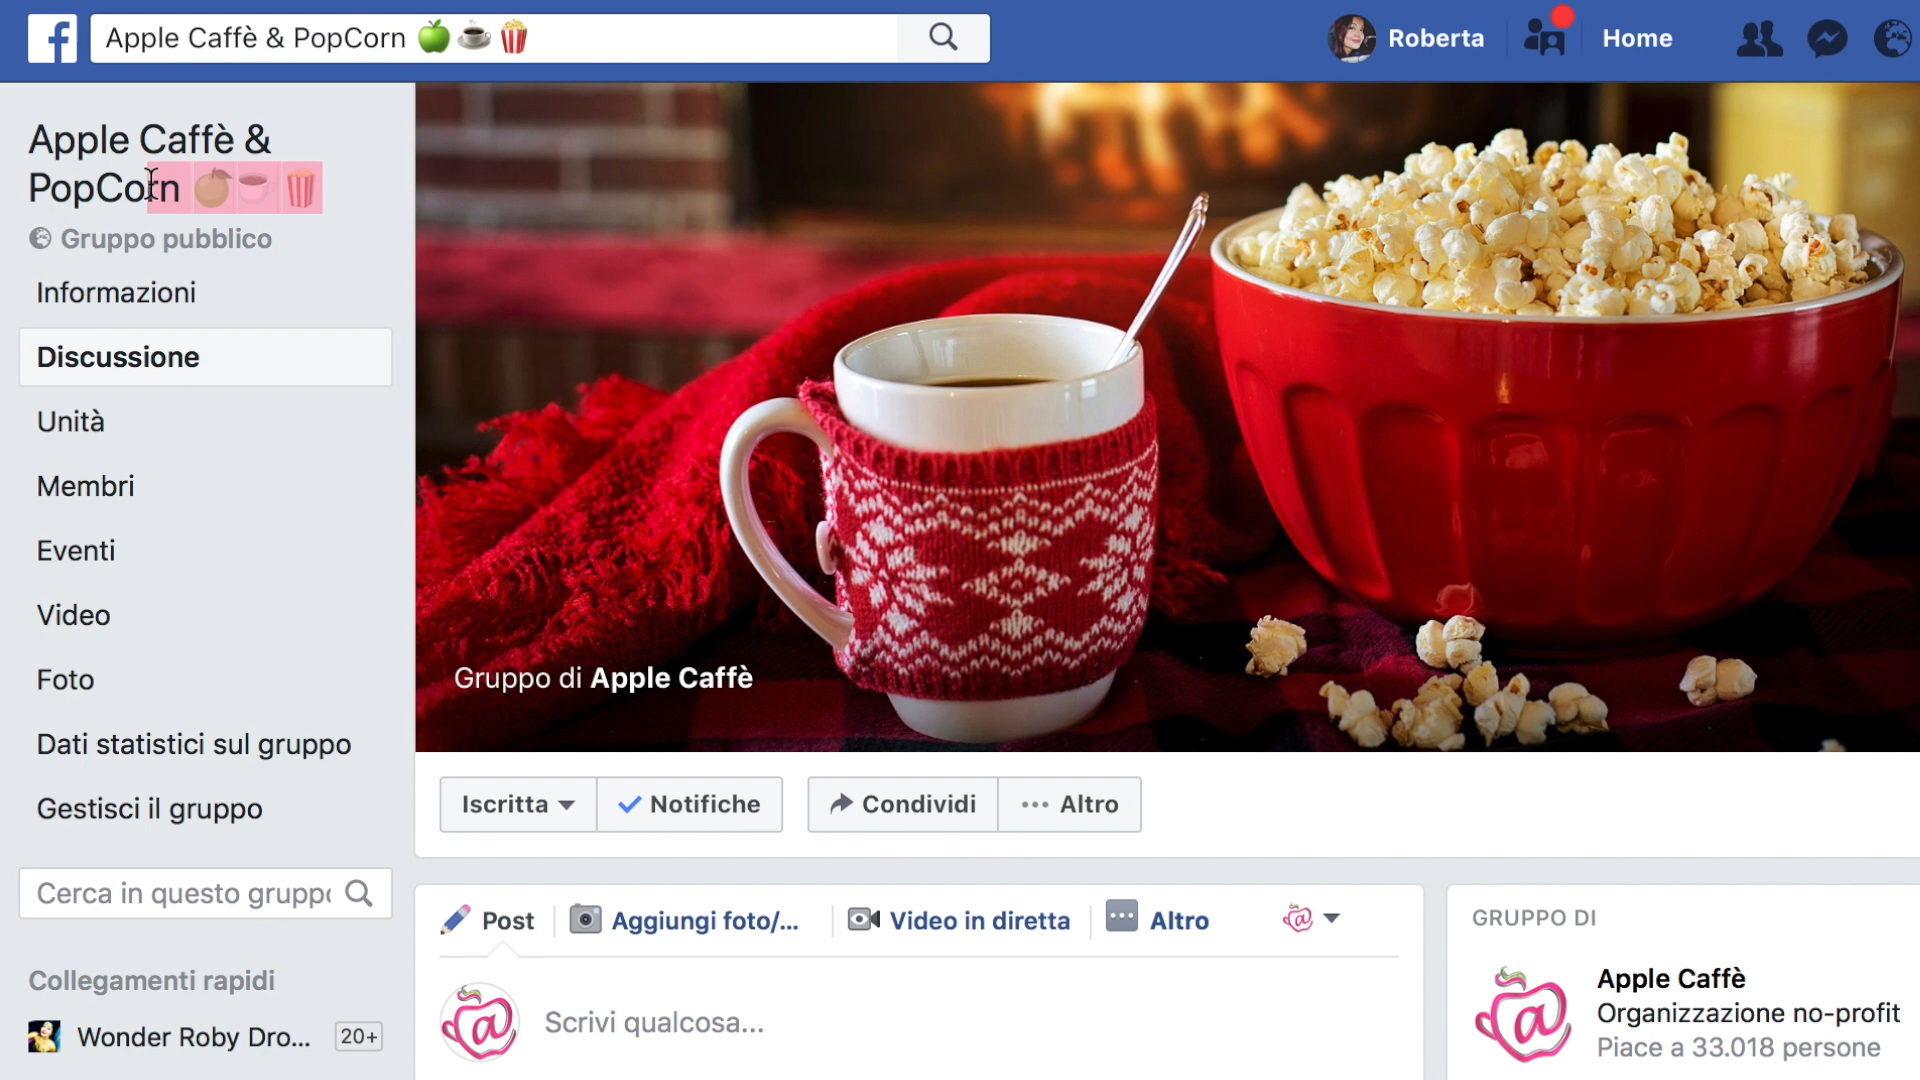 Apple Caffè & PopCorn 🍏☕🍿
Roberta
Home
Apple Caffè &
PopCorn 🍏☕🍿
Gruppo pubblico
Informazioni
Discussione
Unità
Membri
Eventi
Video
Foto
Dati statistici sul gruppo
Gestisci il gruppo
Cerca in questo gruppo
Collegamenti rapidi
Wonder Roby Dro... 20+
Gruppo di Apple Caffè
Iscritta
Notifiche
Condividi
Altro
Post
Aggiungi foto/...
Video in diretta
Altro
Scrivi qualcosa...
GRUPPO DI
Apple Caffè
Organizzazione no-profit
Piace a 33.018 persone